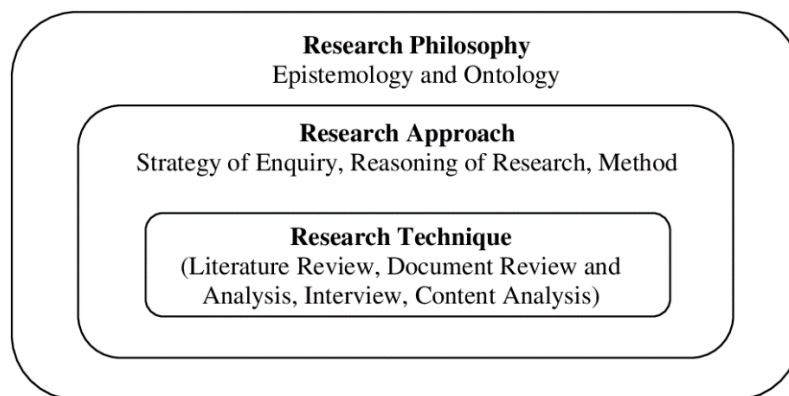 Research Philosophy
Epistemology and Ontology
Research Approach
Strategy of Enquiry, Reasoning of Research, Method
Research Technique
(Literature Review, Document Review and
Analysis, Interview, Content Analysis)